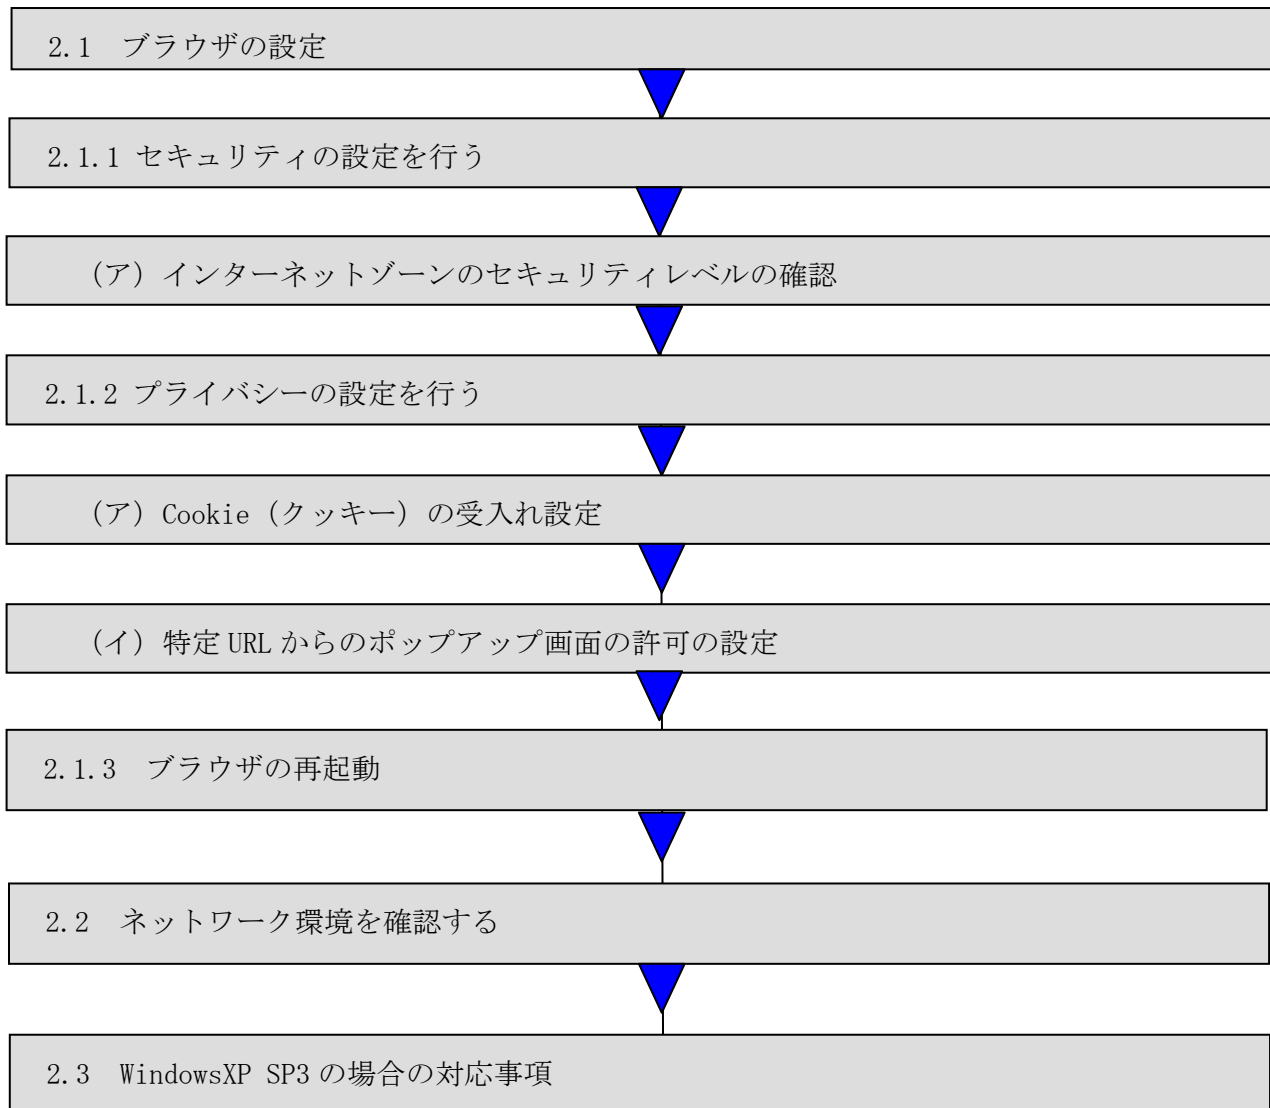 2.1　ブラウザの設定
2.1.1 セキュリティの設定を行う
（ア）インターネットゾーンのセキュリティレベルの確認
2.1.2 プライバシーの設定を行う
（ア）Cookie（クッキー）の受入れ設定
（イ）特定 URL からのポップアップ画面の許可の設定
2.1.3　ブラウザの再起動
2.2　ネットワーク環境を確認する
2.3　WindowsXP SP3 の場合の対応事項